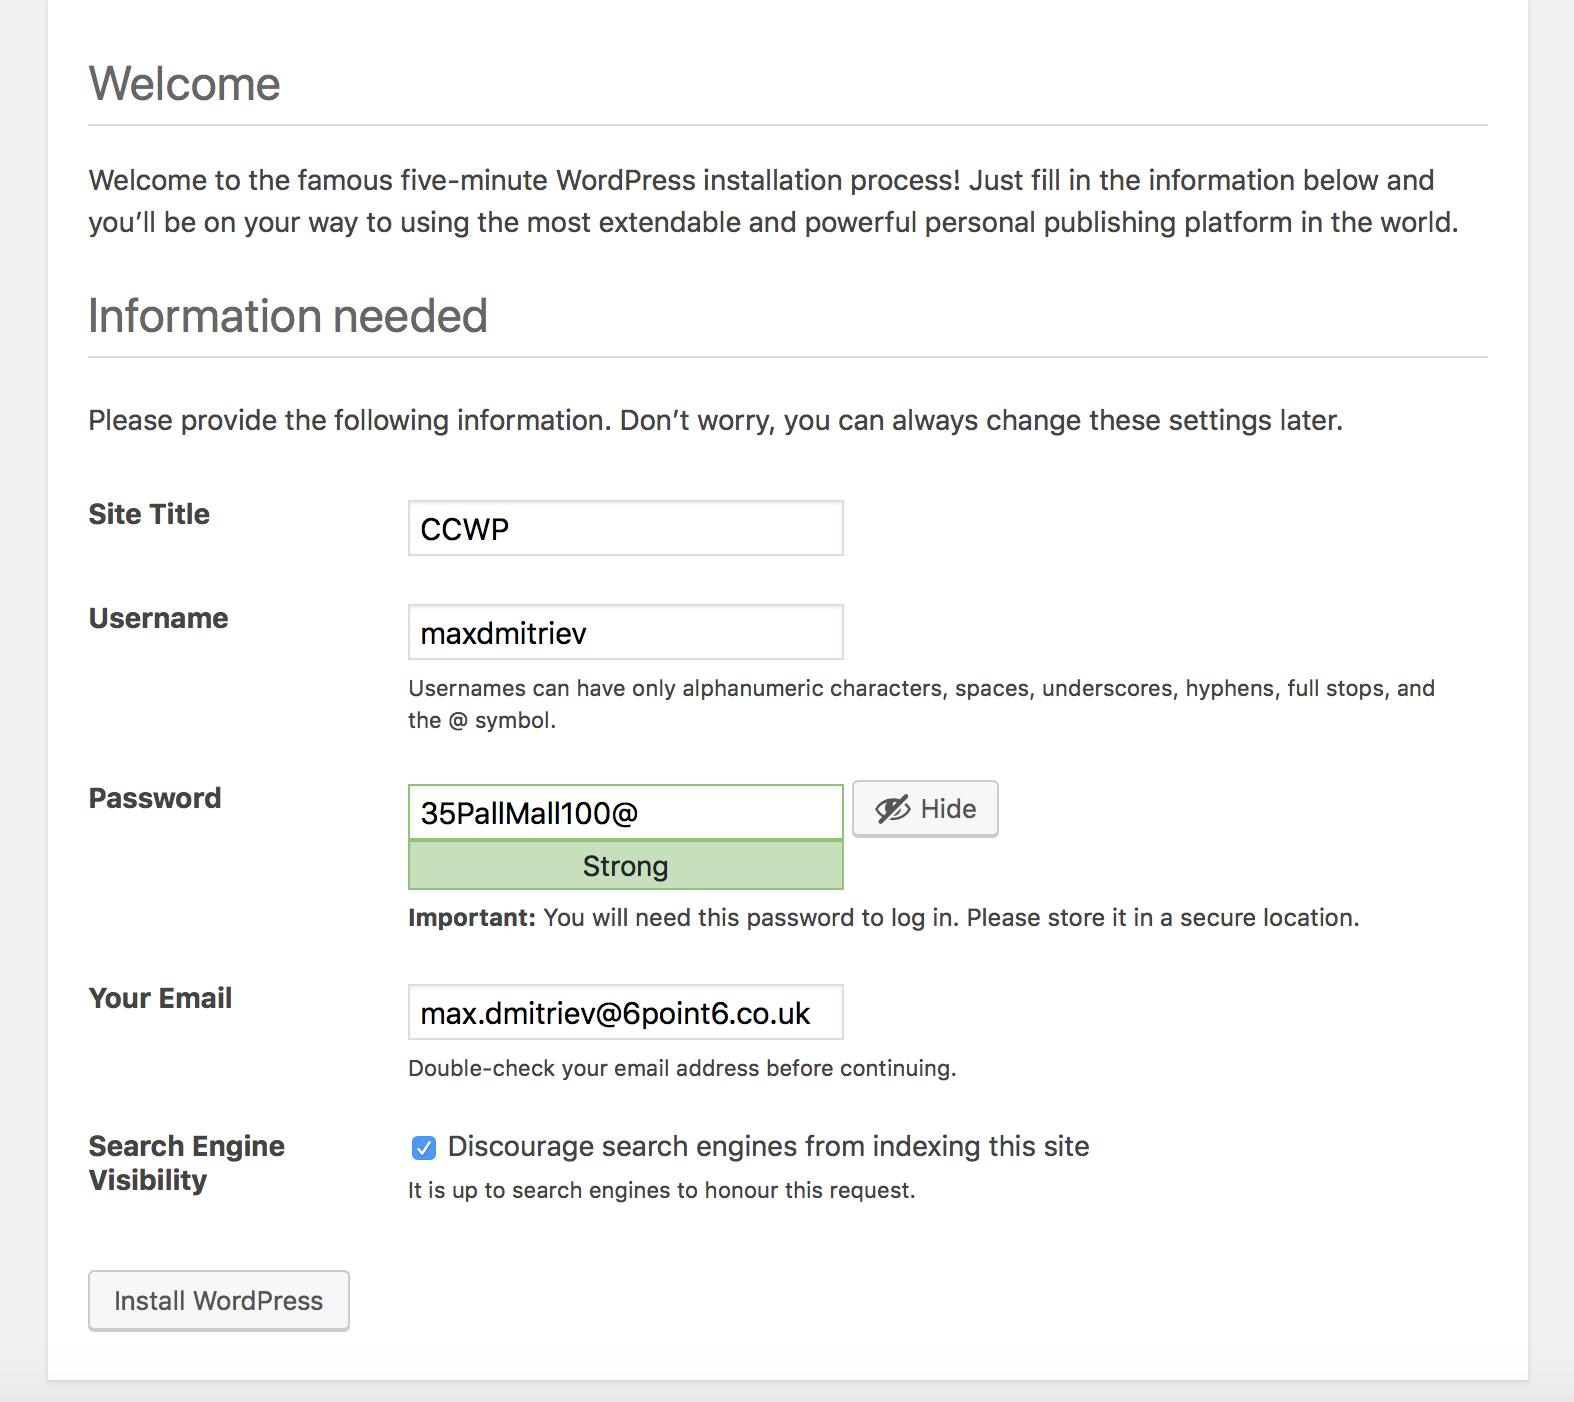 Welcome
Welcome to the famous five-minute WordPress installation process! Just fill in the information below and
you’ll be on your way to using the most extendable and powerful personal publishing platform in the world.
Information needed
Please provide the following information. Don’t worry, you can always change these settings later.
Site Title
CCWP
Username
maxdmitriev
Usernames can have only alphanumeric characters, spaces, underscores, hyphens, full stops, and
the @ symbol.
Password
35PallMall100@
Hide
Strong
Important: You will need this password to log in. Please store it in a secure location.
Your Email
max.dmitriev@6point6.co.uk
Double-check your email address before continuing.
Search Engine
Visibility
Discourage search engines from indexing this site
It is up to search engines to honour this request.
Install WordPress